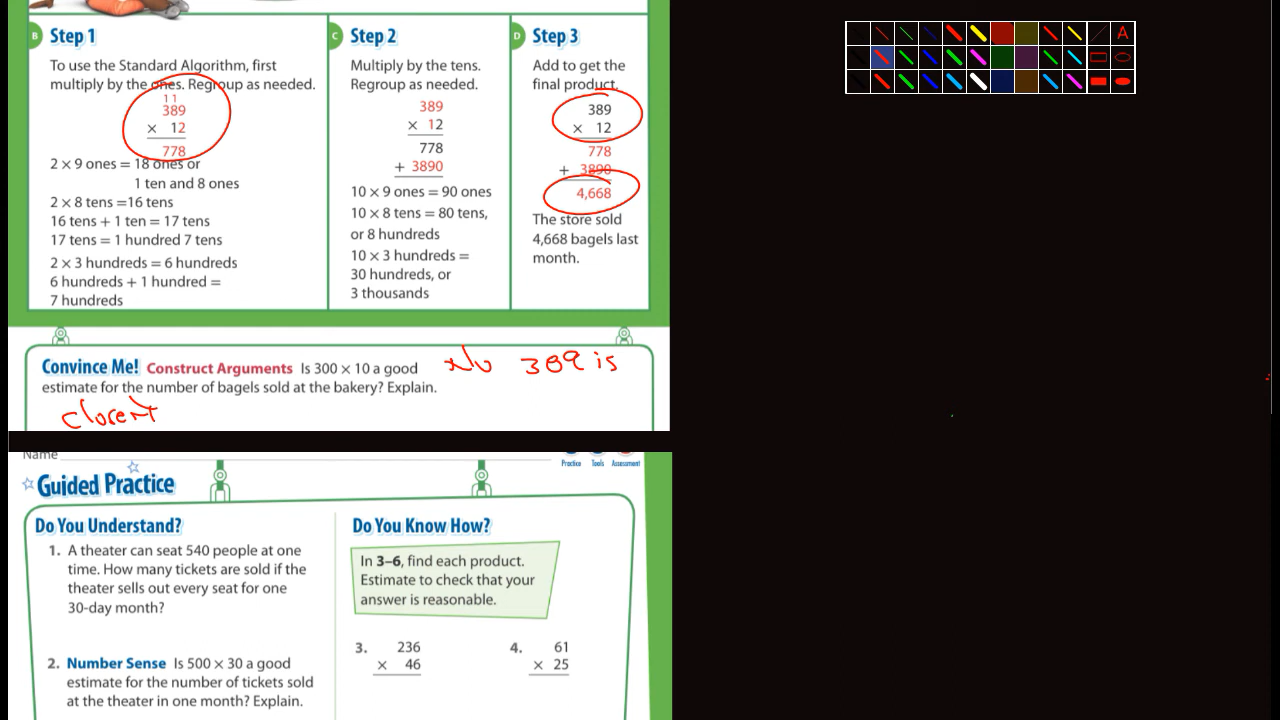 B Step 1
To use the Standard Algorithm, first
multiply by the ones. Regroup as needed.
1 1
389
× 12
778
2 × 9 ones = 18 ones or
1 ten and 8 ones
2 × 8 tens =16 tens
16 tens + 1 ten = 17 tens
17 tens = 1 hundred 7 tens
2 × 3 hundreds = 6 hundreds
6 hundreds + 1 hundred =
7 hundreds
C Step 2
Multiply by the tens.
Regroup as needed.
389
× 12
778
+ 3890
10 × 9 ones = 90 ones
10 × 8 tens = 80 tens,
or 8 hundreds
10 × 3 hundreds =
30 hundreds, or
3 thousands
D Step 3
Add to get the
final product.
389
× 12
778
+ 3890
4,668
The store sold
4,668 bagels last
month.
A
Convince Me! Construct Arguments Is 300 × 10 a good
estimate for the number of bagels sold at the bakery? Explain.
No 389 is
Name
Practice Tools Assessment
Guided Practice
Do You Understand?
1. A theater can seat 540 people at one
time. How many tickets are sold if the
theater sells out every seat for one
30-day month?
2. Number Sense Is 500 × 30 a good
estimate for the number of tickets sold
at the theater in one month? Explain.
Do You Know How?
In 3–6, find each product.
Estimate to check that your
answer is reasonable.
3. 236
× 46
4. 61
× 25